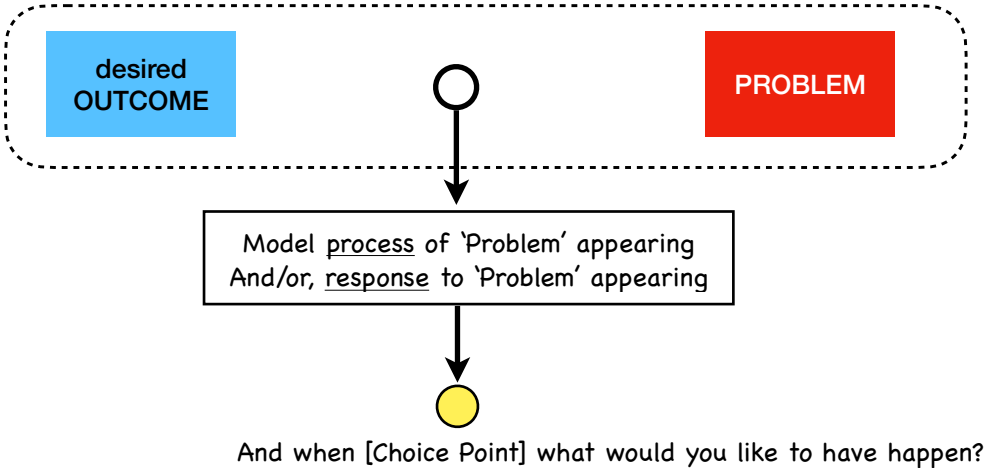 desired
OUTCOME
PROBLEM
Model process of ‘Problem’ appearing
And/or, response to ‘Problem’ appearing
And when [Choice Point] what would you like to have happen?